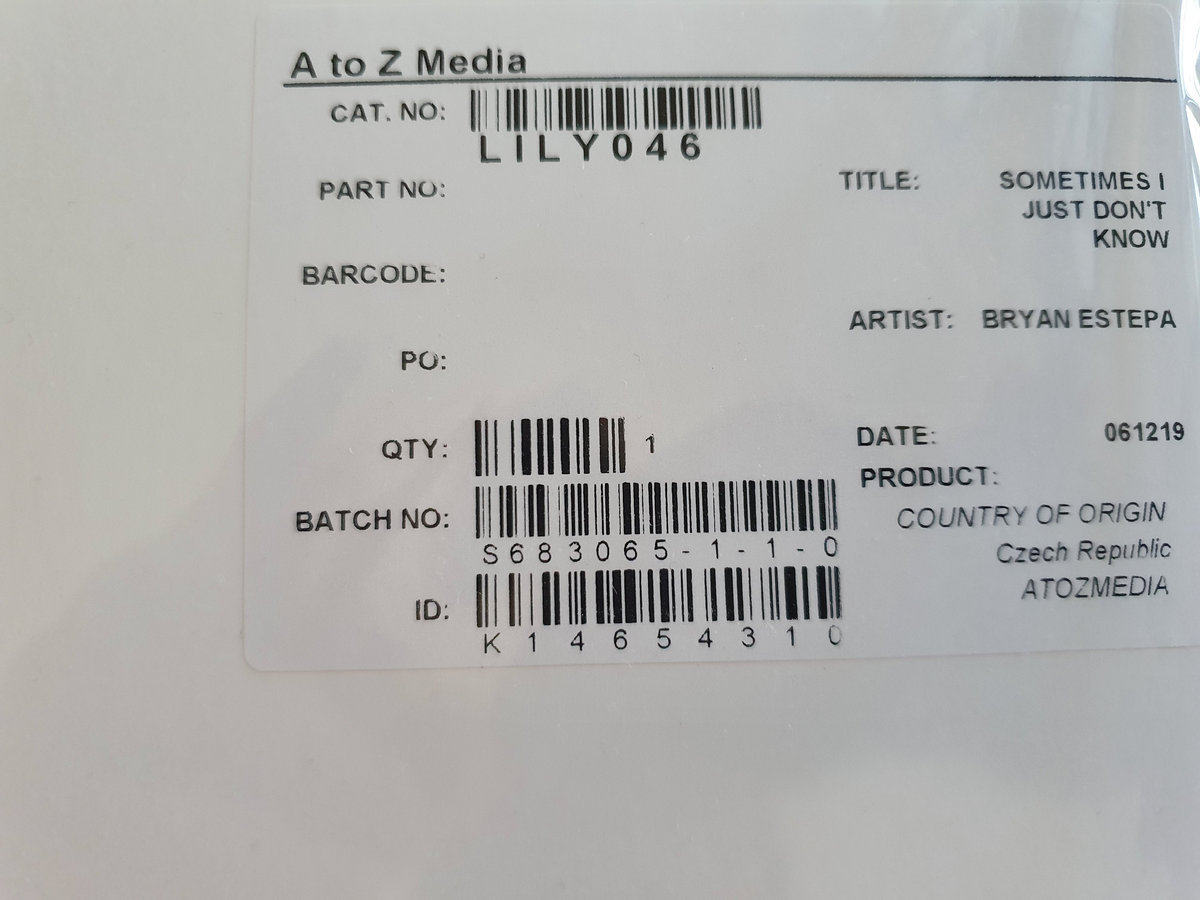 A to Z Media
CAT. NO:
LILY046
PART NO:
TITLE: SOMETIMES I
JUST DON'T
KNOW
BARCODE:
ARTIST: BRYAN ESTEPA
PO:
QTY: 1
DATE: 061219
PRODUCT:
BATCH NO:
S683065-1-1-0
COUNTRY OF ORIGIN
Czech Republic
ATOZMEDIA
ID:
K14654310